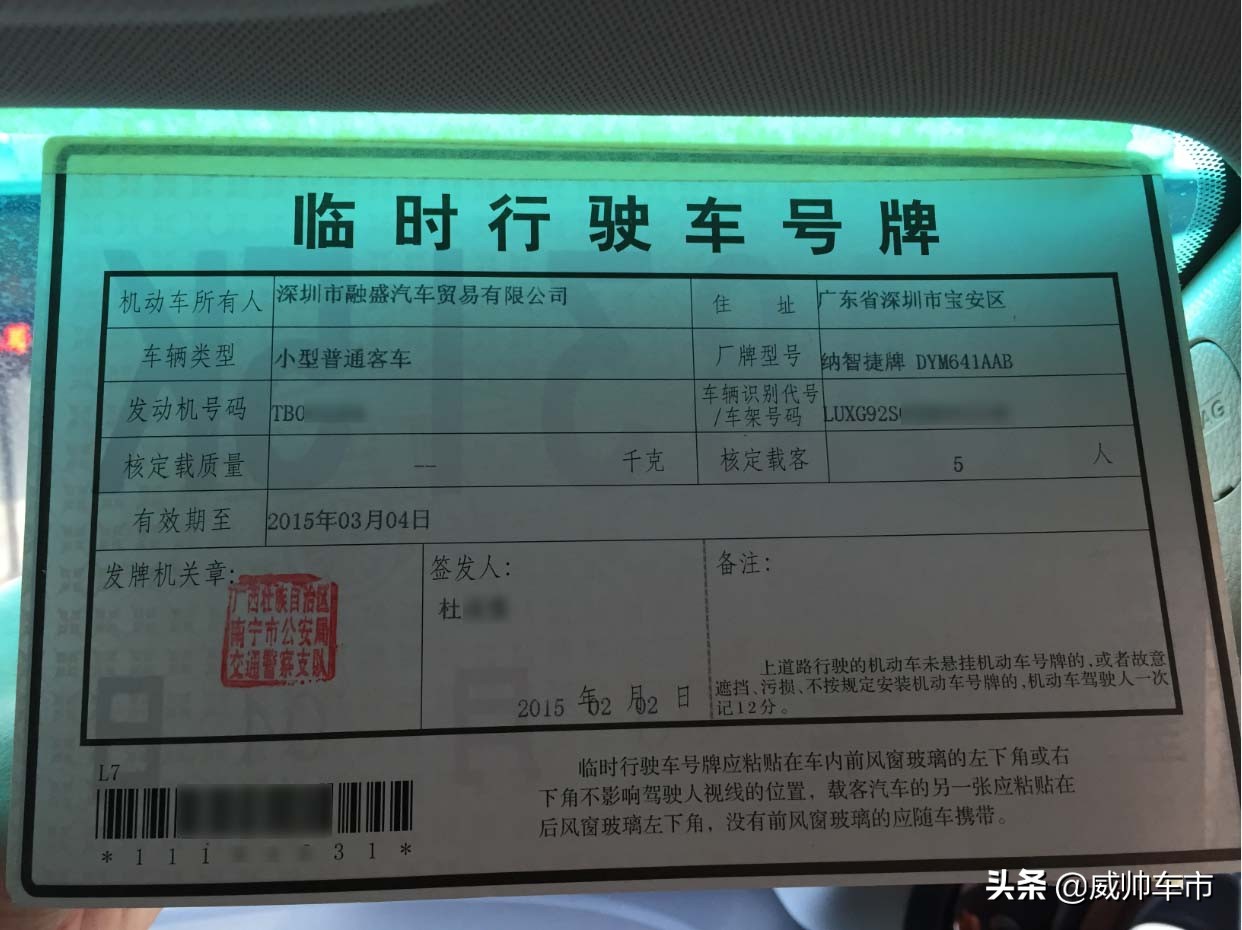 临时行驶车号牌
机动车所有人 深圳市融盛汽车贸易有限公司 住 址 广东省深圳市宝安区
车辆类型 小型普通客车 厂牌型号 纳智捷牌 DYM641AAB
发动机号码 TB0 车辆识别代号/车架号码 LUXG92S
核定载质量 -- 千克 核定载客 5 人
有效期至 2015年03月04日
发牌机关章:
广西壮族自治区
南宁市公安局
交通警察支队
签发人:
杜
2015 年 02 月 02 日
备注:
上道路行驶的机动车未悬挂机动车号牌的,或者故意
遮挡、污损、不按规定安装机动车号牌的,机动车驾驶人一次
记12分。
L7
*111 31*
临时行驶车号牌应粘贴在车内前风窗玻璃的左下角或右
下角不影响驾驶人视线的位置，载客汽车的另一张应粘贴在
后风窗玻璃左下角，没有前风窗玻璃的应随车携带。
头条 @威帅车市